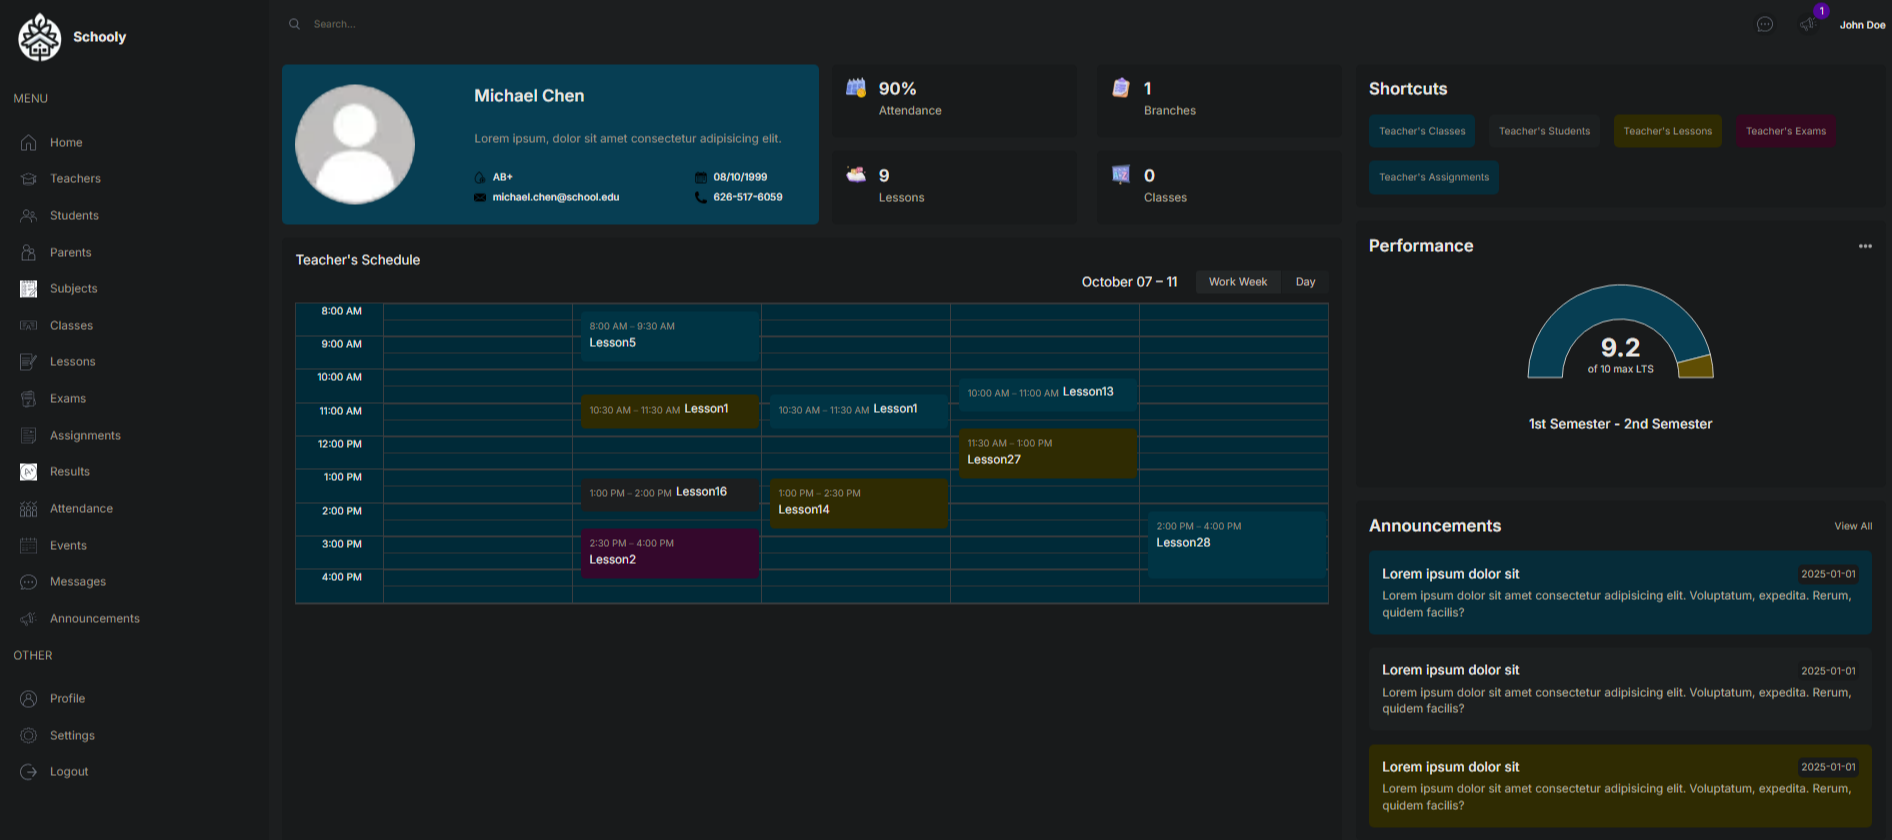 Schooly
Search...
1
John Doe
MENU
Home
Teachers
Students
Parents
Subjects
Classes
Lessons
Exams
Assignments
Results
Attendance
Events
Messages
Announcements
OTHER
Profile
Settings
Logout
Michael Chen
Lorem ipsum, dolor sit amet consectetur adipisicing elit.
AB+
08/10/1999
michael.chen@school.edu
626-517-6059
90%
Attendance
1
Branches
9
Lessons
0
Classes
Teacher's Schedule
October 07 – 11
Work Week
Day
8:00 AM
9:00 AM
10:00 AM
11:00 AM
12:00 PM
1:00 PM
2:00 PM
3:00 PM
4:00 PM
8:00 AM – 9:30 AM
Lesson5
10:30 AM – 11:30 AM Lesson1
1:00 PM – 2:00 PM Lesson16
2:30 PM – 4:00 PM
Lesson2
10:30 AM – 11:30 AM Lesson1
1:00 PM – 2:30 PM
Lesson14
10:00 AM – 11:00 AM Lesson13
11:30 AM – 1:00 PM
Lesson27
2:00 PM – 4:00 PM
Lesson28
Shortcuts
Teacher's Classes
Teacher's Students
Teacher's Lessons
Teacher's Exams
Teacher's Assignments
Performance
9.2
of 10 max LTS
1st Semester - 2nd Semester
Announcements
View All
Lorem ipsum dolor sit
2025-01-01
Lorem ipsum dolor sit amet consectetur adipisicing elit. Voluptatum, expedita. Rerum,
quidem facilis?
Lorem ipsum dolor sit
2025-01-01
Lorem ipsum dolor sit amet consectetur adipisicing elit. Voluptatum, expedita. Rerum,
quidem facilis?
Lorem ipsum dolor sit
2025-01-01
Lorem ipsum dolor sit amet consectetur adipisicing elit. Voluptatum, expedita. Rerum,
quidem facilis?